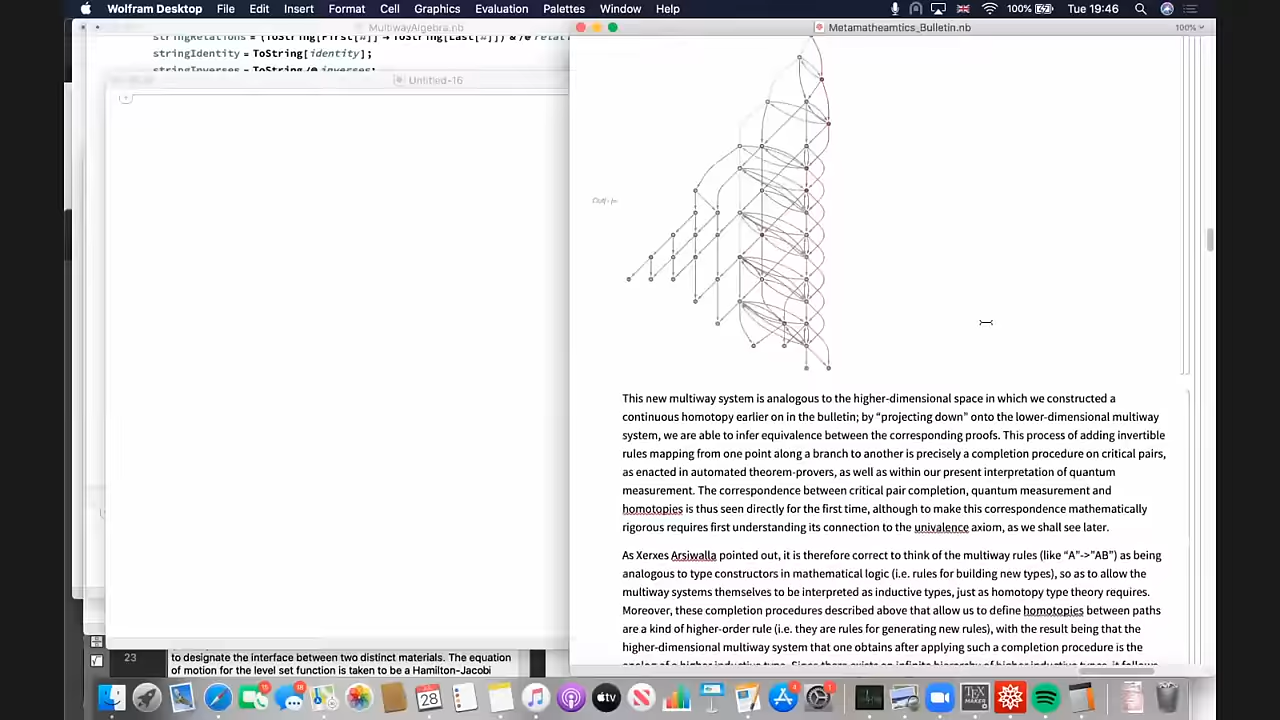 Wolfram Desktop File Edit Insert Format Cell Graphics Evaluation Palettes Window Help 100% Tue 19:46
MultiwayAlgebra.nb
stringIdentity = ToString[identity];
stringInverses = ToString /@ inverses;
Untitled-16
Metamatheamtics_Bulletin.nb
100%
This new multiway system is analogous to the higher-dimensional space in which we constructed a
continuous homotopy earlier on in the bulletin; by “projecting down” onto the lower-dimensional multiway
system, we are able to infer equivalence between the corresponding proofs. This process of adding invertible
rules mapping from one point along a branch to another is precisely a completion procedure on critical pairs,
as enacted in automated theorem-provers, as well as within our present interpretation of quantum
measurement. The correspondence between critical pair completion, quantum measurement and
homotopies is thus seen directly for the first time, although to make this correspondence mathematically
rigorous requires first understanding its connection to the univalence axiom, as we shall see later.
As Xerxes Arsiwalla pointed out, it is therefore correct to think of the multiway rules (like “A”->”AB”) as being
analogous to type constructors in mathematical logic (i.e. rules for building new types), so as to allow the
multiway systems themselves to be interpreted as inductive types, just as homotopy type theory requires.
Moreover, these completion procedures described above that allow us to define homotopies between paths
are a kind of higher-order rule (i.e. they are rules for generating new rules), with the result being that the
higher-dimensional multiway system that one obtains after applying such a completion procedure is the
23
to designate the interface between two distinct materials. The equation
of motion for the level set function is taken to be a Hamilton-Jacobi
28
tv
TEX